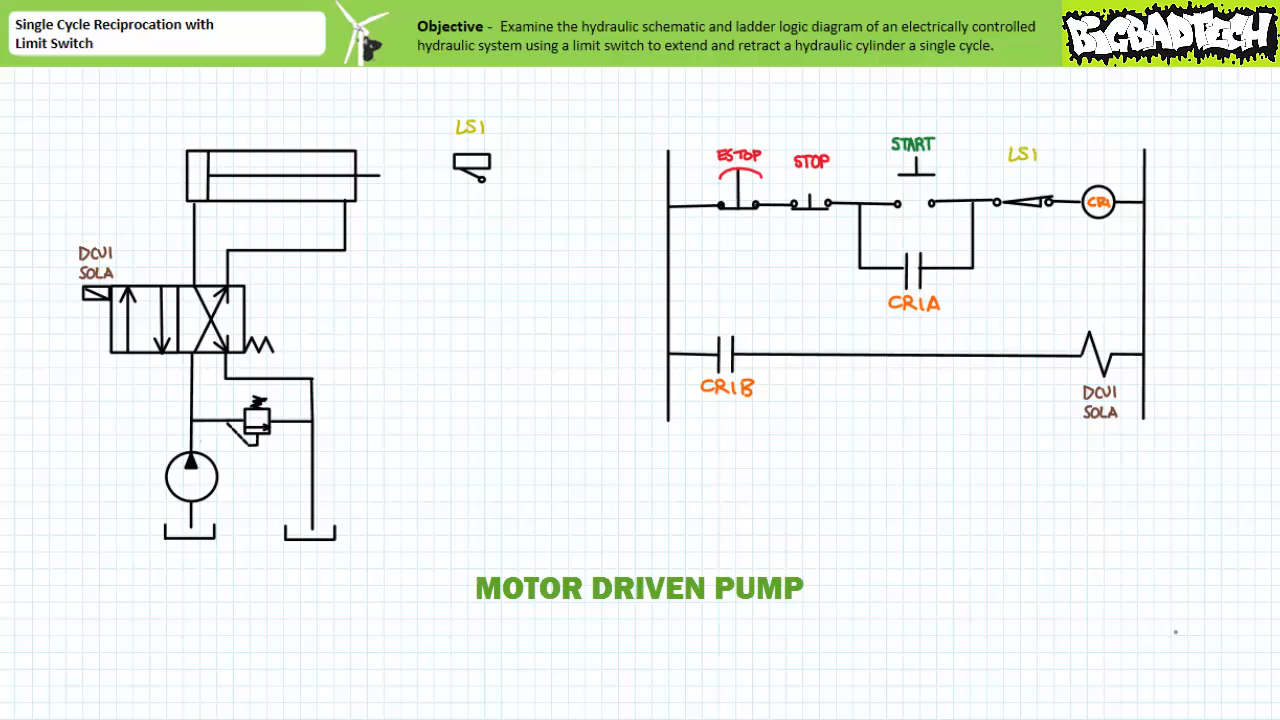 Single Cycle Reciprocation with
Limit Switch
Objective - Examine the hydraulic schematic and ladder logic diagram of an electrically controlled
hydraulic system using a limit switch to extend and retract a hydraulic cylinder a single cycle.
BIGBADTECH
LS1
DCV1
SOLA
ESTOP
STOP
START
LS1
CR1
CR1A
CR1B
DCV1
SOLA
MOTOR DRIVEN PUMP